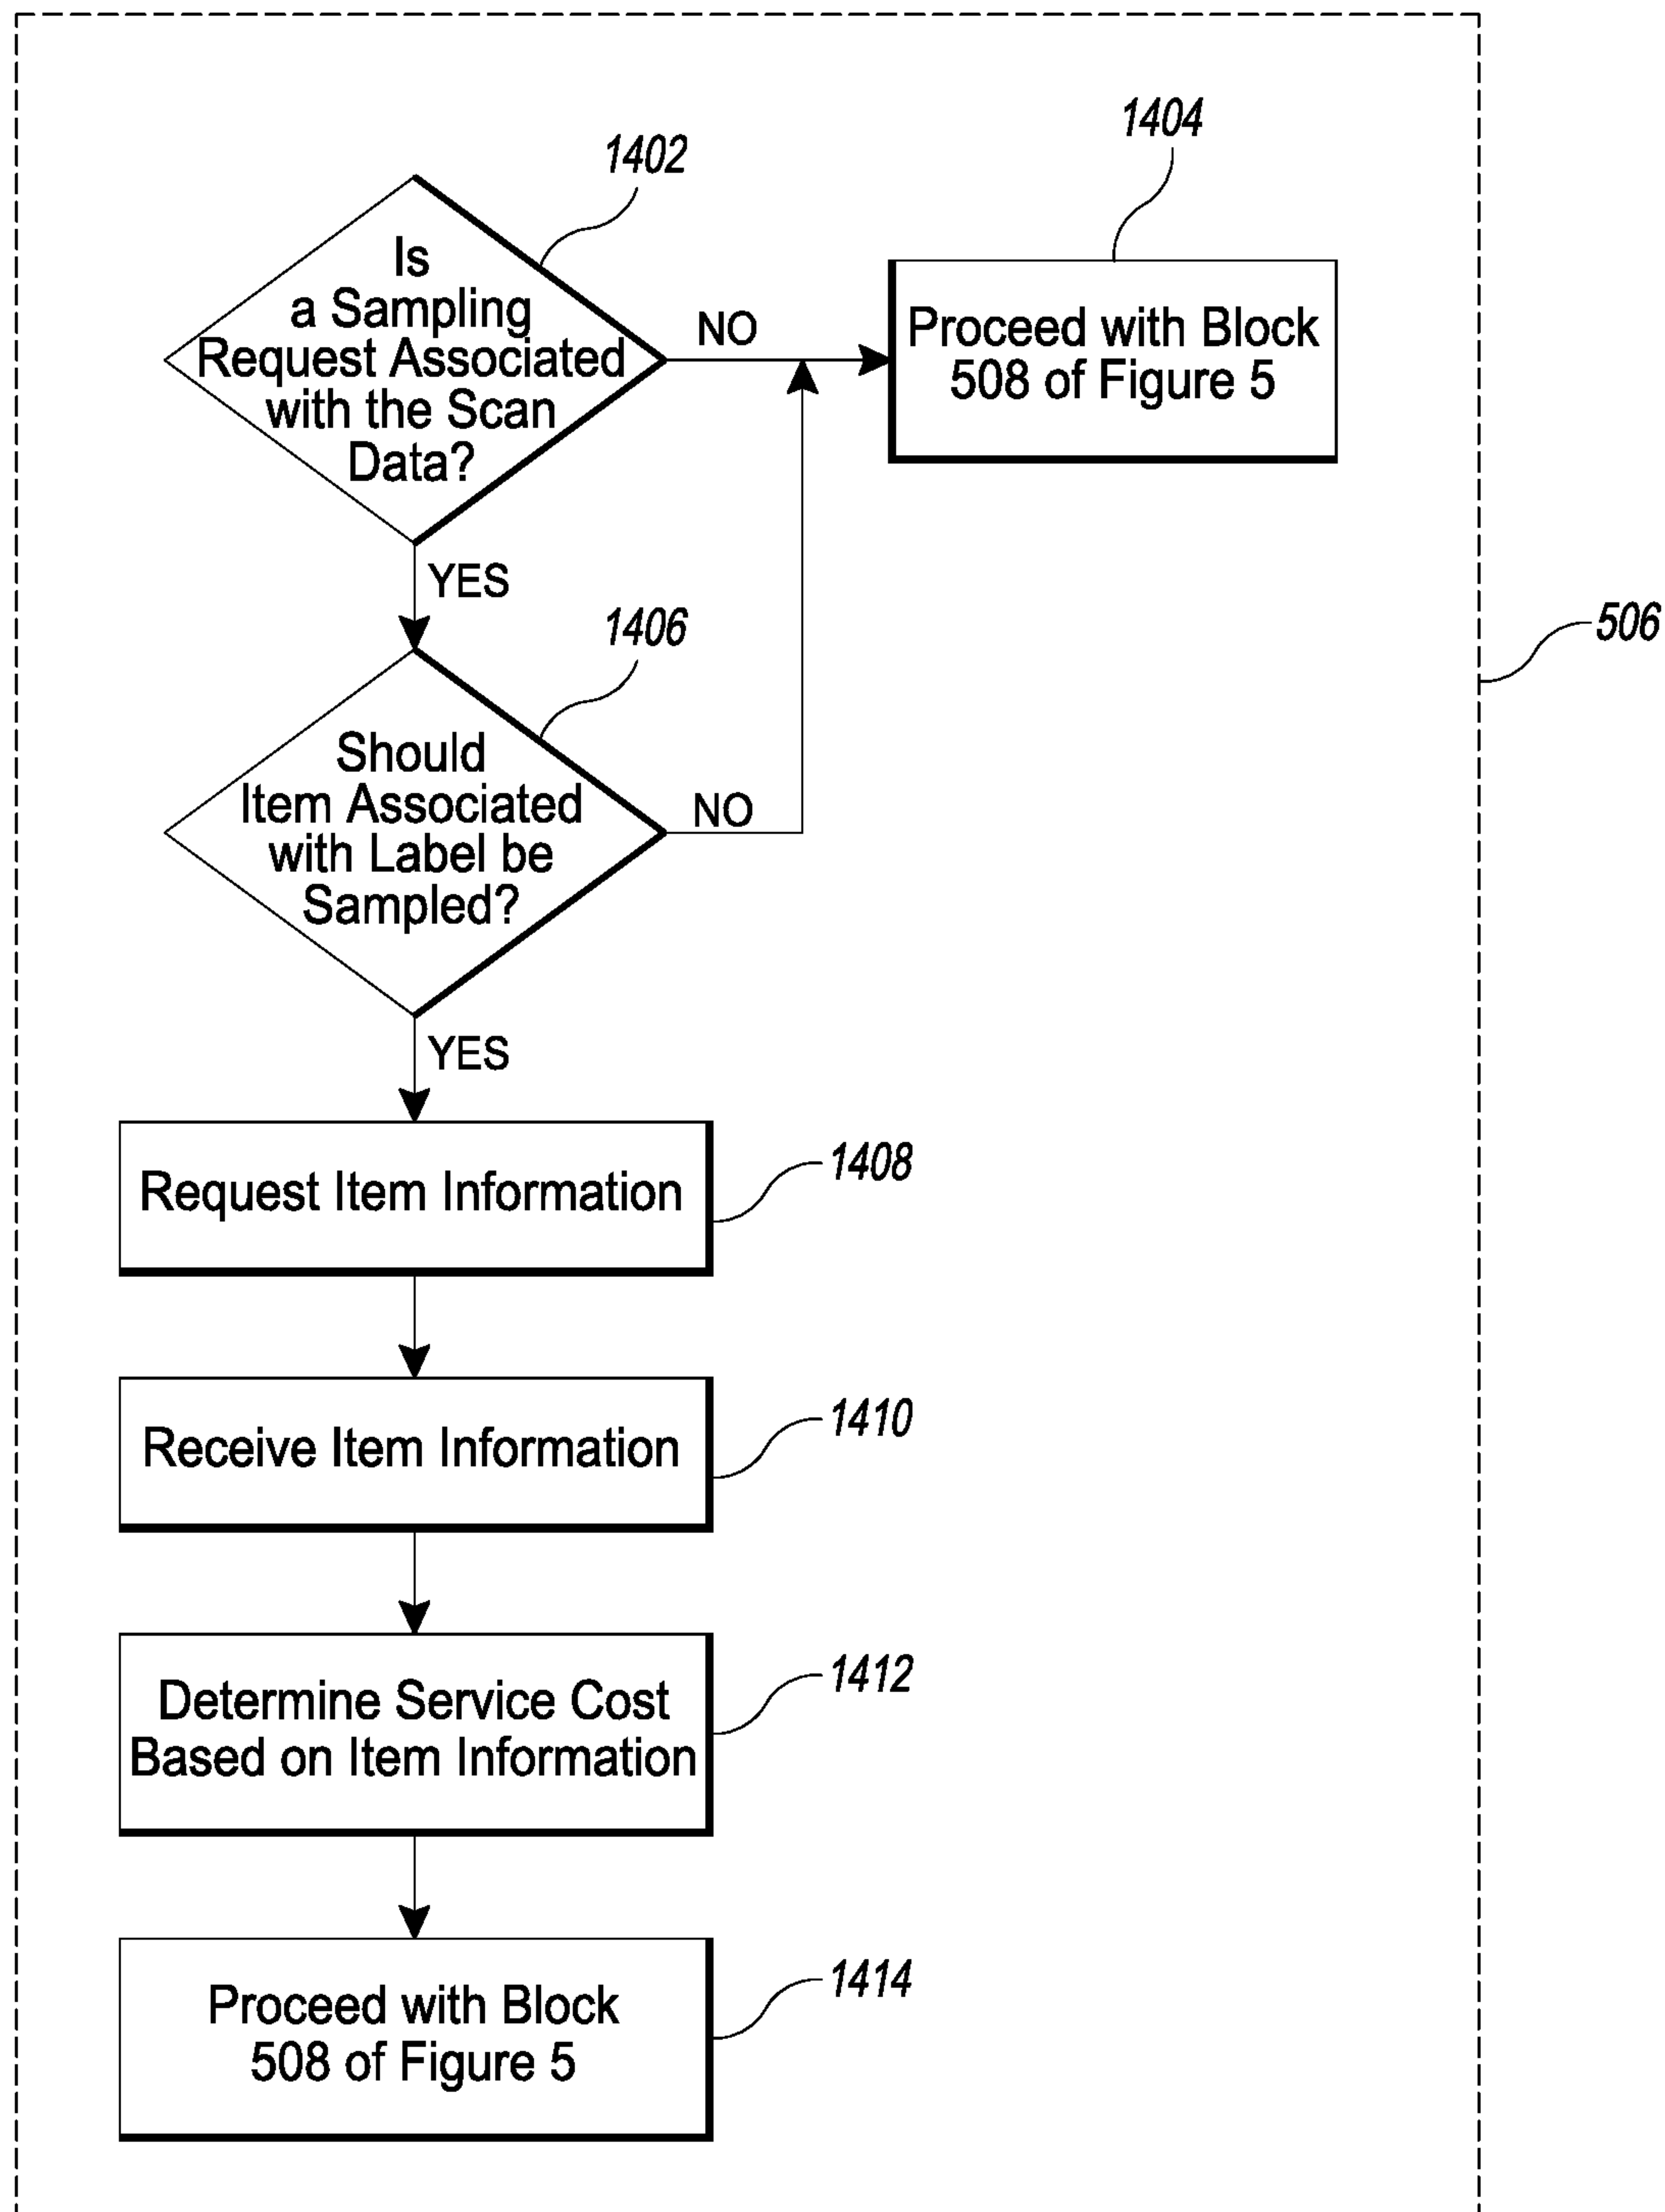 1402
Is
a Sampling
Request Associated
with the Scan
Data?
NO
1404
Proceed with Block
508 of Figure 5
YES
506
1406
Should
Item Associated
with Label be
Sampled?
NO
YES
Request Item Information
1408
Receive Item Information
1410
Determine Service Cost
Based on Item Information
1412
Proceed with Block
508 of Figure 5
1414